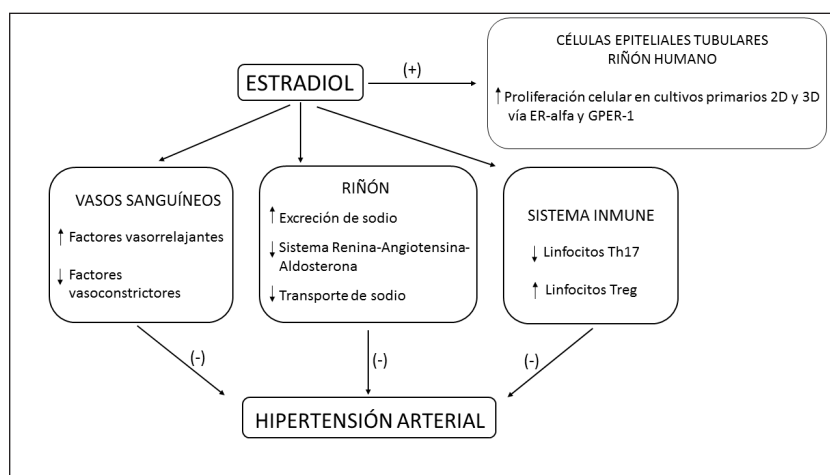 CÉLULAS EPITELIALES TUBULARES
RIÑÓN HUMANO
↑ Proliferación celular en cultivos primarios 2D y 3D
vía ER-alfa y GPER-1
(+)
ESTRADIOL
VASOS SANGUÍNEOS
↑ Factores vasorrelajantes
↓ Factores
vasoconstrictores
RIÑÓN
↑ Excreción de sodio
↓ Sistema Renina-Angiotensina-
Aldosterona
↓ Transporte de sodio
SISTEMA INMUNE
↓ Linfocitos Th17
↑ Linfocitos Treg
(-)
(-)
(-)
HIPERTENSIÓN ARTERIAL